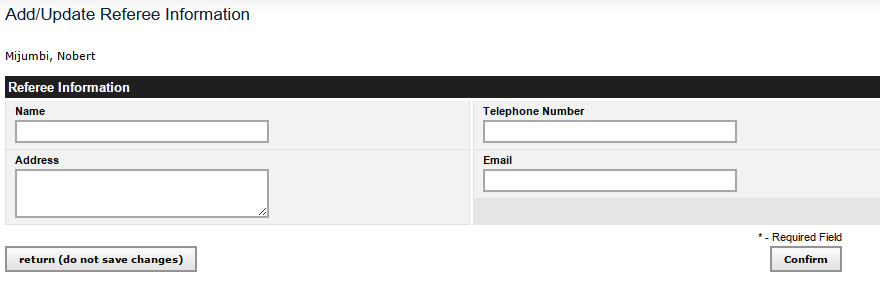 Add/Update Referee Information
Mijumbi, Nobert
Referee Information
Name
Telephone Number
Address
Email
* - Required Field
return (do not save changes)
Confirm